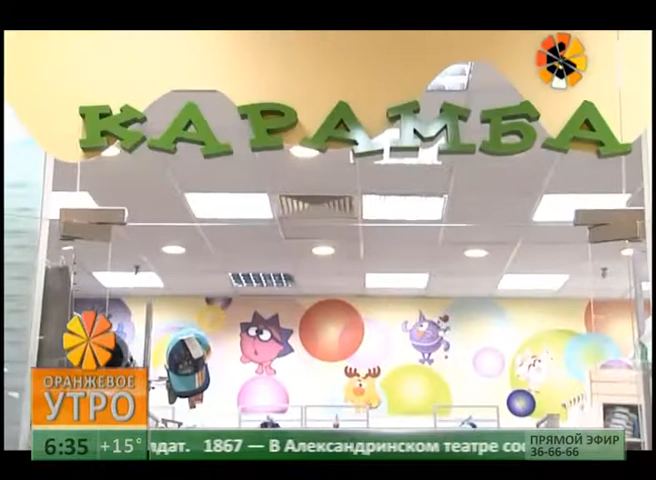 КАРАМБА
ОРАНЖЕВОЕ
УТРО
6:35 +15° лдат. 1867 — В Александринском театре сос
ПРЯМОЙ ЭФИР
36-66-66